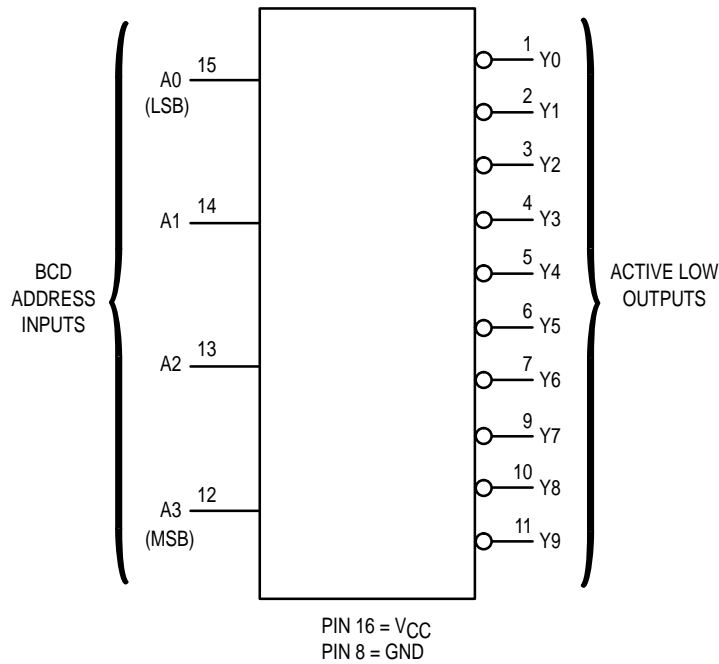 BCD
ADDRESS
INPUTS
A0 15
(LSB)
A1 14
A2 13
A3 12
(MSB)
1 Y0
2 Y1
3 Y2
4 Y3
5 Y4
6 Y5
7 Y6
9 Y7
10 Y8
11 Y9
ACTIVE LOW
OUTPUTS
PIN 16 = VCC
PIN 8 = GND